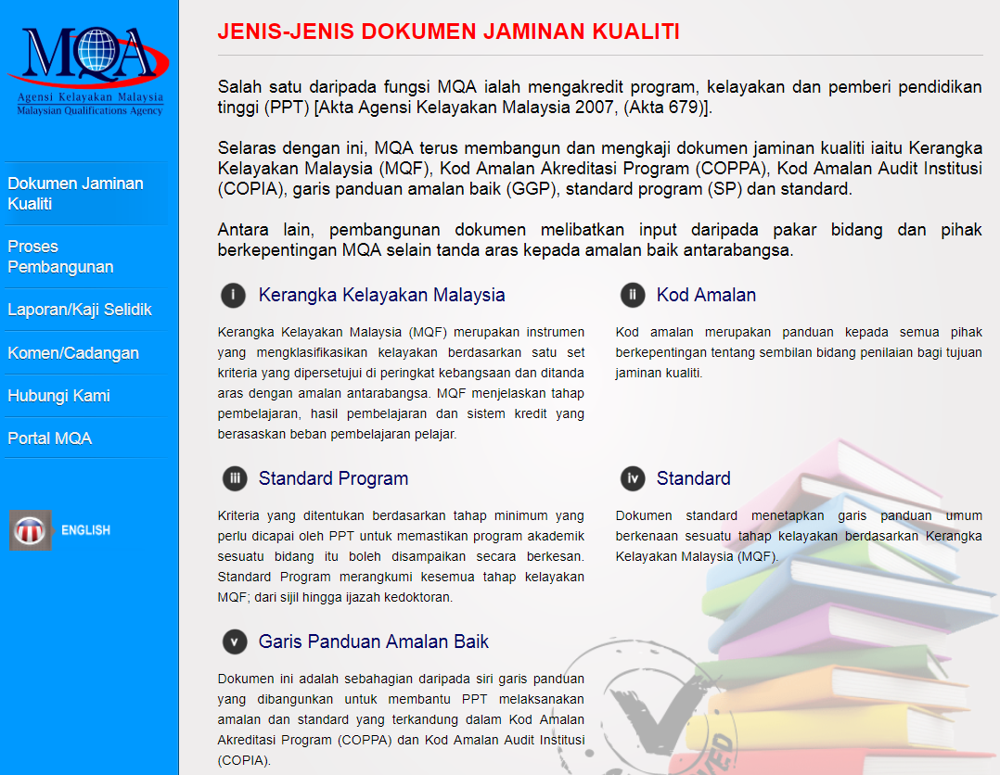 MQA
Agensi Kelayakan Malaysia
Malaysian Qualifications Agency
Dokumen Jaminan
Kualiti
Proses
Pembangunan
Laporan/Kaji Selidik
Komen/Cadangan
Hubungi Kami
Portal MQA
ENGLISH
JENIS-JENIS DOKUMEN JAMINAN KUALITI
Salah satu daripada fungsi MQA ialah mengakredit program, kelayakan dan pemberi pendidikan
tinggi (PPT) [Akta Agensi Kelayakan Malaysia 2007, (Akta 679)].
Selaras dengan ini, MQA terus membangun dan mengkaji dokumen jaminan kualiti iaitu Kerangka
Kelayakan Malaysia (MQF), Kod Amalan Akreditasi Program (COPPA), Kod Amalan Audit Institusi
(COPIA), garis panduan amalan baik (GGP), standard program (SP) dan standard.
Antara lain, pembangunan dokumen melibatkan input daripada pakar bidang dan pihak
berkepentingan MQA selain tanda aras kepada amalan baik antarabangsa.
i Kerangka Kelayakan Malaysia
Kerangka Kelayakan Malaysia (MQF) merupakan instrumen
yang mengklasifikasikan kelayakan berdasarkan satu set
kriteria yang dipersetujui di peringkat kebangsaan dan ditanda
aras dengan amalan antarabangsa. MQF menjelaskan tahap
pembelajaran, hasil pembelajaran dan sistem kredit yang
berasaskan beban pembelajaran pelajar.
ii Kod Amalan
Kod amalan merupakan panduan kepada semua pihak
berkepentingan tentang sembilan bidang penilaian bagi tujuan
jaminan kualiti.
iii Standard Program
Kriteria yang ditentukan berdasarkan tahap minimum yang
perlu dicapai oleh PPT untuk memastikan program akademik
sesuatu bidang itu boleh disampaikan secara berkesan.
Standard Program merangkumi kesemua tahap kelayakan
MQF; dari sijil hingga ijazah kedoktoran.
iv Standard
Dokumen standard menetapkan garis panduan umum
berkenaan sesuatu tahap kelayakan berdasarkan Kerangka
Kelayakan Malaysia (MQF).
v Garis Panduan Amalan Baik
Dokumen ini adalah sebahagian daripada siri garis panduan
yang dibangunkan untuk membantu PPT melaksanakan
amalan dan standard yang terkandung dalam Kod Amalan
Akreditasi Program (COPPA) dan Kod Amalan Audit Institusi
(COPIA).